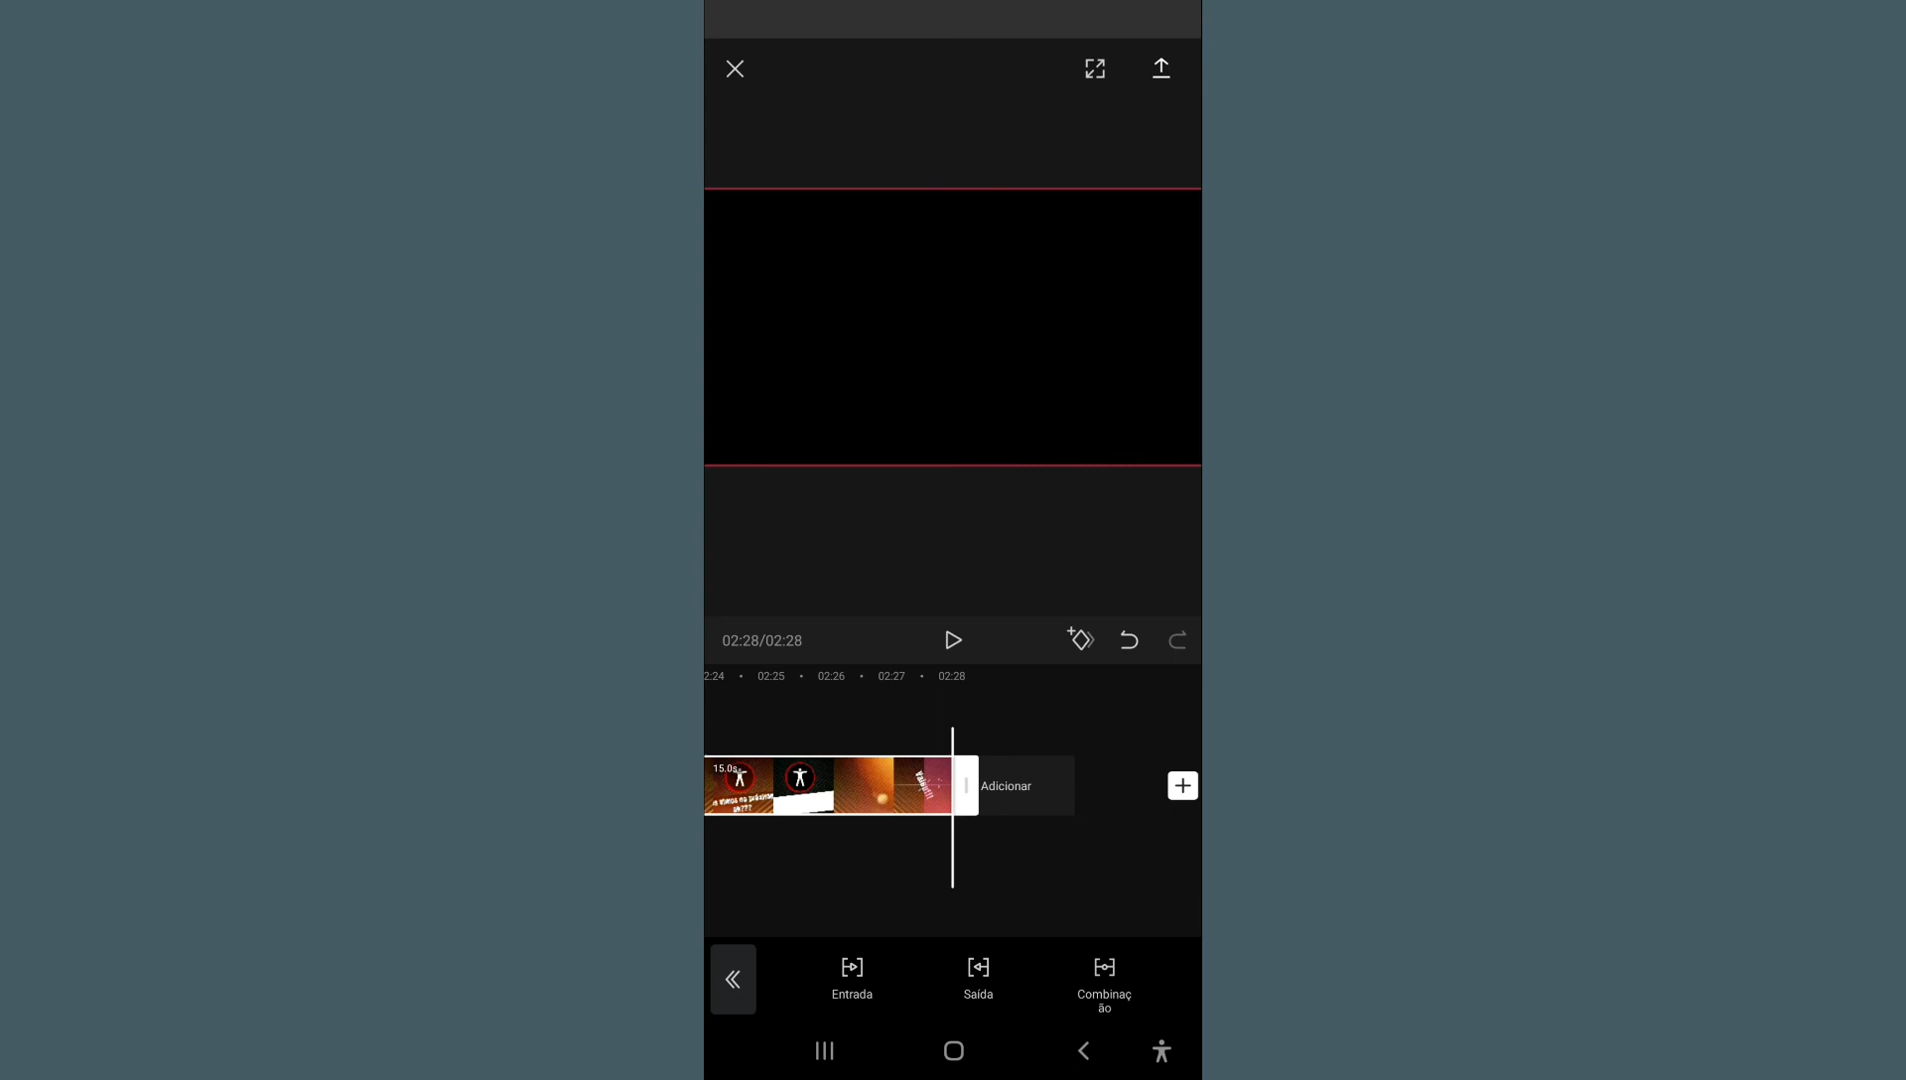 02:28/02:28
2:24 • 02:25 • 02:26 • 02:27 • 02:28
15.0s
Adicionar
Entrada
Saída
Combinaç
ão